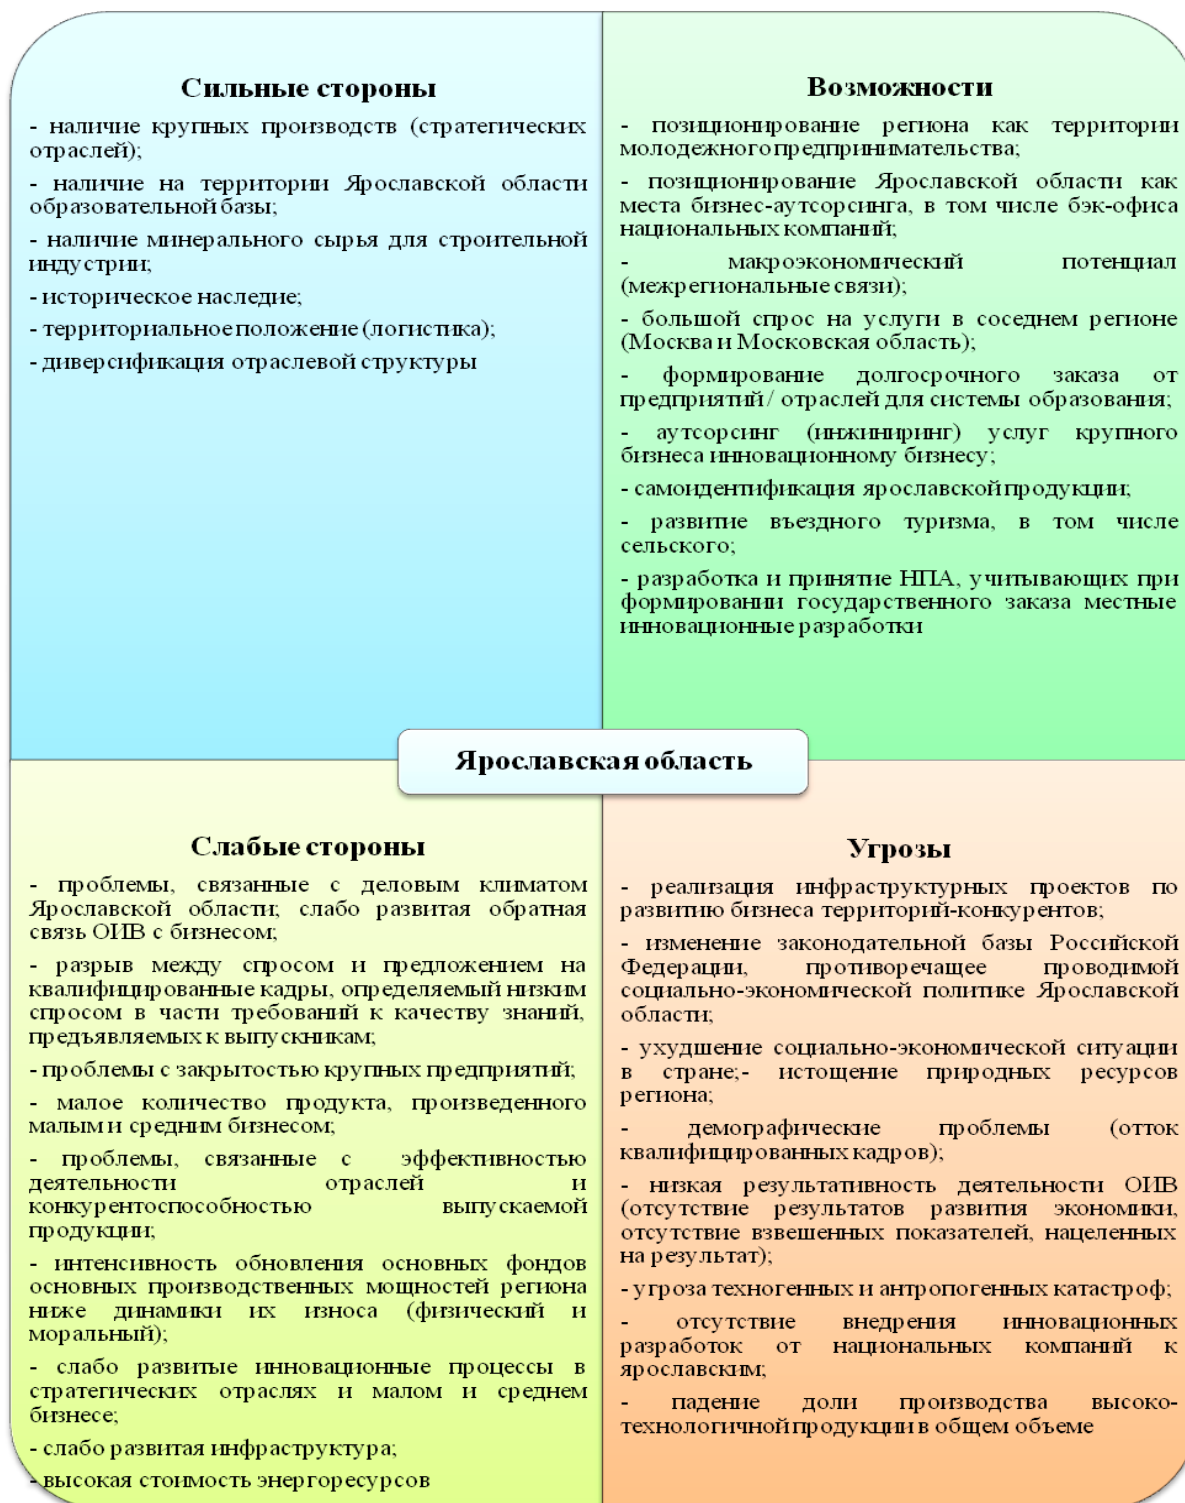 Сильные стороны
- наличие крупных производств (стратегических
отраслей);
- наличие на территории Ярославской области
образовательной базы;
- наличие минерального сырья для строительной
индустрии;
- историческое наследие;
- территориальное положение (логистика);
- диверсификация отраслевой структуры
Возможности
- позиционирование региона как территории
молодежного предпринимательства;
- позиционирование Ярославской области как
места бизнес-аутсорсинга, в том числе бэк-офиса
национальных компаний;
- макроэкономический потенциал
(межрегиональные связи);
- большой спрос на услуги в соседнем регионе
(Москва и Московская область);
- формирование долгосрочного заказа от
предприятий / отраслей для системы образования;
- аутсорсинг (инжиниринг) услуг крупного
бизнеса инновационному бизнесу;
- самоидентификация ярославской продукции;
- развитие въездного туризма, в том числе
сельского;
- разработка и принятие НПА, учитывающих при
формировании государственного заказа местные
инновационные разработки
Ярославская область
Слабые стороны
- проблемы, связанные с деловым климатом
Ярославской области; слабо развитая обратная
связь ОИВ с бизнесом;
- разрыв между спросом и предложением на
квалифицированные кадры, определяемый низким
спросом в части требований к качеству знаний,
предъявляемых к выпускникам;
- проблемы с закрытостью крупных предприятий;
- малое количество продукта, произведенного
малым и средним бизнесом;
- проблемы, связанные с эффективностью
деятельности отраслей и
конкурентоспособностью выпускаемой
продукции;
- интенсивность обновления основных фондов
основных производственных мощностей региона
ниже динамики их износа (физический и
моральный);
- слабо развитые инновационные процессы в
стратегических отраслях и малом и среднем
бизнесе;
- слабо развитая инфраструктура;
- высокая стоимость энергоресурсов
Угрозы
- реализация инфраструктурных проектов по
развитию бизнеса территорий-конкурентов;
- изменение законодательной базы Российской
Федерации, противоречащее проводимой
социально-экономической политике Ярославской
области;
- ухудшение социально-экономической ситуации
в стране;- истощение природных ресурсов
региона;
- демографические проблемы (отток
квалифицированных кадров);
- низкая результативность деятельности ОИВ
(отсутствие результатов развития экономики,
отсутствие взвешенных показателей, нацеленных
на результат);
- угроза техногенных и антропогенных катастроф;
- отсутствие внедрения инновационных
разработок от национальных компаний к
ярославским;
- падение доли производства высоко-
технологичной продукции в общем объеме